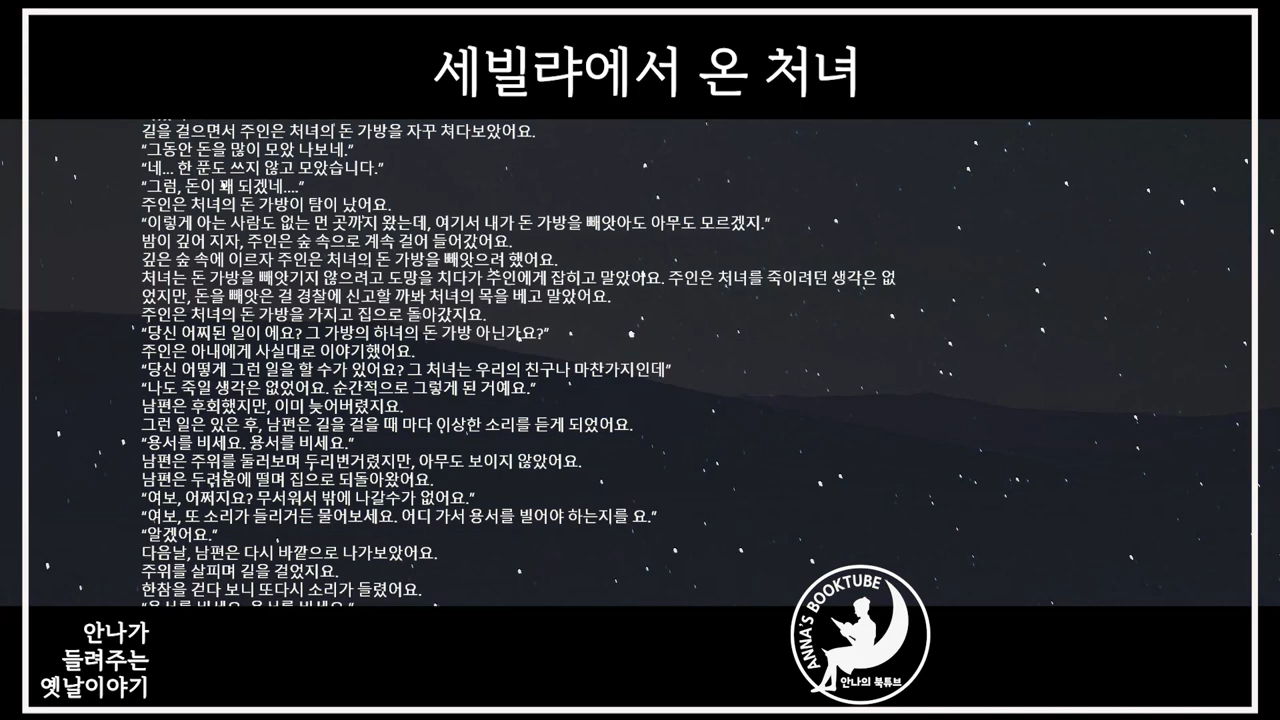 세빌랴에서 온 처녀
길을 걸으면서 주인은 처녀의 돈 가방을 자꾸 쳐다보았어요.
“그동안 돈을 많이 모았 나보네.”
“네... 한 푼도 쓰지 않고 모았습니다.”
“그럼, 돈이 꽤 되겠네....”
주인은 처녀의 돈 가방이 탐이 났어요.
“이렇게 아는 사람도 없는 먼 곳까지 왔는데, 여기서 내가 돈 가방을 빼앗아도 아무도 모르겠지.”
밤이 깊어 지자, 주인은 숲 속으로 계속 걸어 들어갔어요.
깊은 숲 속에 이르자 주인은 처녀의 돈 가방을 빼앗으려 했어요.
처녀는 돈 가방을 빼앗기지 않으려고 도망을 치다가 주인에게 잡히고 말았어요. 주인은 처녀를 죽이려던 생각은 없
었지만, 돈을 빼앗은 걸 경찰에 신고할 까봐 처녀의 목을 베고 말았어요.
주인은 처녀의 돈 가방을 가지고 집으로 돌아갔지요.
“당신 어찌된 일이 에요? 그 가방의 하녀의 돈 가방 아닌가요?”
주인은 아내에게 사실대로 이야기했어요.
“당신 어떻게 그런 일을 할 수가 있어요? 그 처녀는 우리의 친구나 마찬가지인데”
“나도 죽일 생각은 없었어요. 순간적으로 그렇게 된 거예요.”
남편은 후회했지만, 이미 늦어버렸지요.
그런 일은 있은 후, 남편은 길을 걸을 때 마다 이상한 소리를 듣게 되었어요.
“용서를 비세요. 용서를 비세요.”
남편은 주위를 둘러보며 두리번거렸지만, 아무도 보이지 않았어요.
남편은 두려움에 떨며 집으로 되돌아왔어요.
“여보, 어쩌지요? 무서워서 밖에 나갈수가 없어요.”
“여보, 또 소리가 들리거든 물어보세요. 어디 가서 용서를 빌어야 하는지를 요.”
“알겠어요.”
다음날, 남편은 다시 바깥으로 나가보았어요.
주위를 살피며 길을 걸었지요.
한참을 걷다 보니 또다시 소리가 들렸어요.
“용서를 비세요. 용서를 비세요.”
안나가
들려주는
옛날이야기
ANNA'S BOOKTUBE
안나의 북튜브